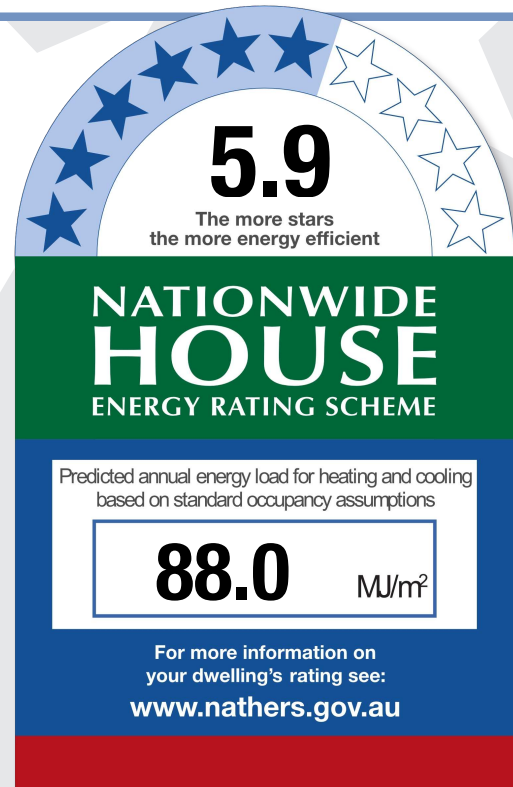 5.9
The more stars
the more energy efficient
NATIONWIDE
HOUSE
ENERGY RATING SCHEME
Predicted annual energy load for heating and cooling
based on standard occupancy assumptions
88.0 MJ/m²
For more information on
your dwelling's rating see:
www.nathers.gov.au